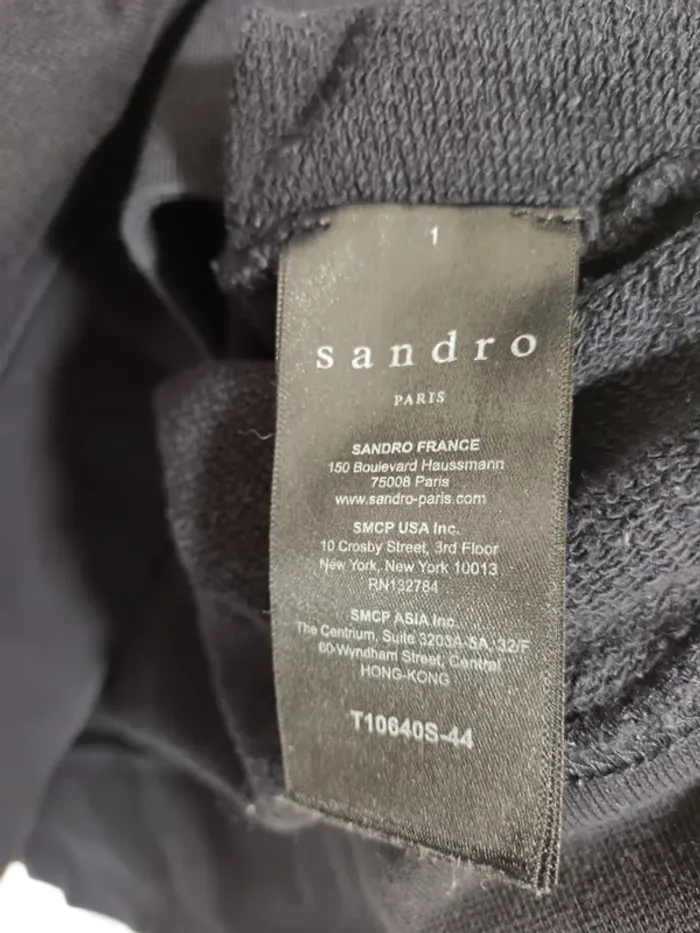 1
sandro
PARIS
SANDRO FRANCE
150 Boulevard Haussmann
75008 Paris
www.sandro-paris.com
SMCP USA Inc.
10 Crosby Street, 3rd Floor
New York, New York 10013
RN132784
SMCP ASIA Inc
The Centrium, Suite 3203A-5A, 32/F
60 Wyndham Street, Central
HONG-KONG
T10640S-44